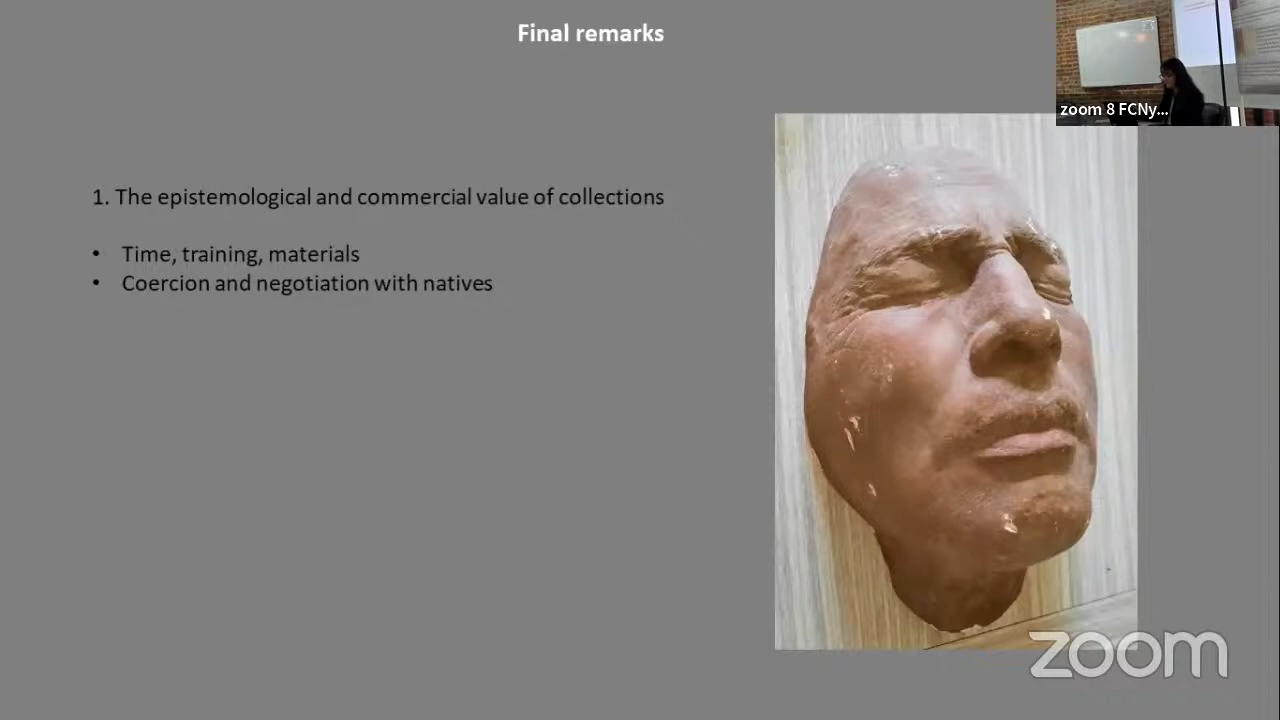 Final remarks
zoom 8 FCNy...
1. The epistemological and commercial value of collections
• Time, training, materials
• Coercion and negotiation with natives
zoom